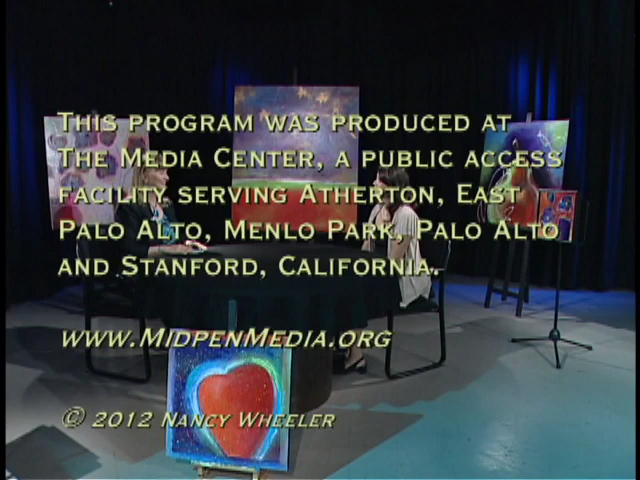 This program was produced at
The Media Center, a public access
facility serving Atherton, East
Palo Alto, Menlo Park, Palo Alto
and Stanford, California.
www.MidpenMedia.org
© 2012 Nancy Wheeler